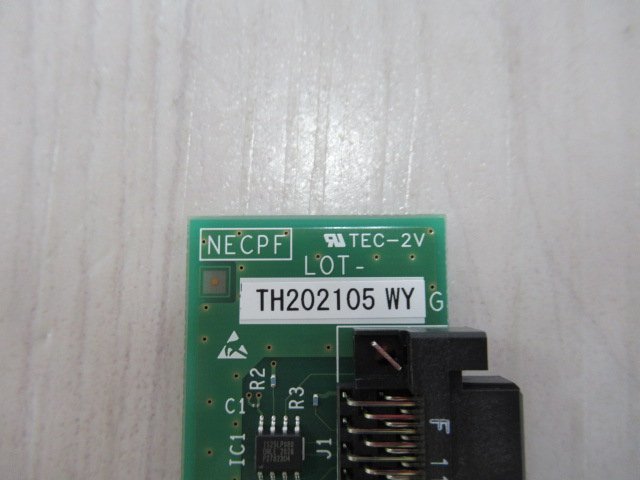 NECPF
TEC-2V
LOT-
TH202105 WY
G
R2
R3
C1
IC1
J1
F